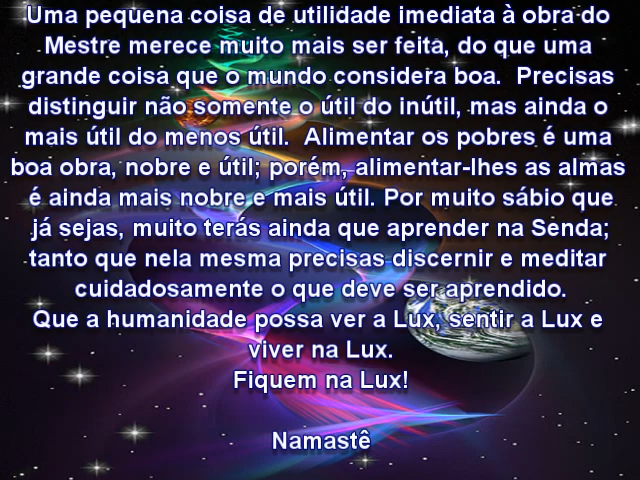 Uma pequena coisa de utilidade imediata à obra do
Mestre merece muito mais ser feita, do que uma
grande coisa que o mundo considera boa.  Precisas
distinguir não somente o útil do inútil, mas ainda o
mais útil do menos útil.  Alimentar os pobres é uma
boa obra, nobre e útil; porém, alimentar-lhes as almas
é ainda mais nobre e mais útil. Por muito sábio que
já sejas, muito terás ainda que aprender na Senda;
tanto que nela mesma precisas discernir e meditar
cuidadosamente o que deve ser aprendido.
Que a humanidade possa ver a Lux, sentir a Lux e
viver na Lux.
Fiquem na Lux!
Namastê